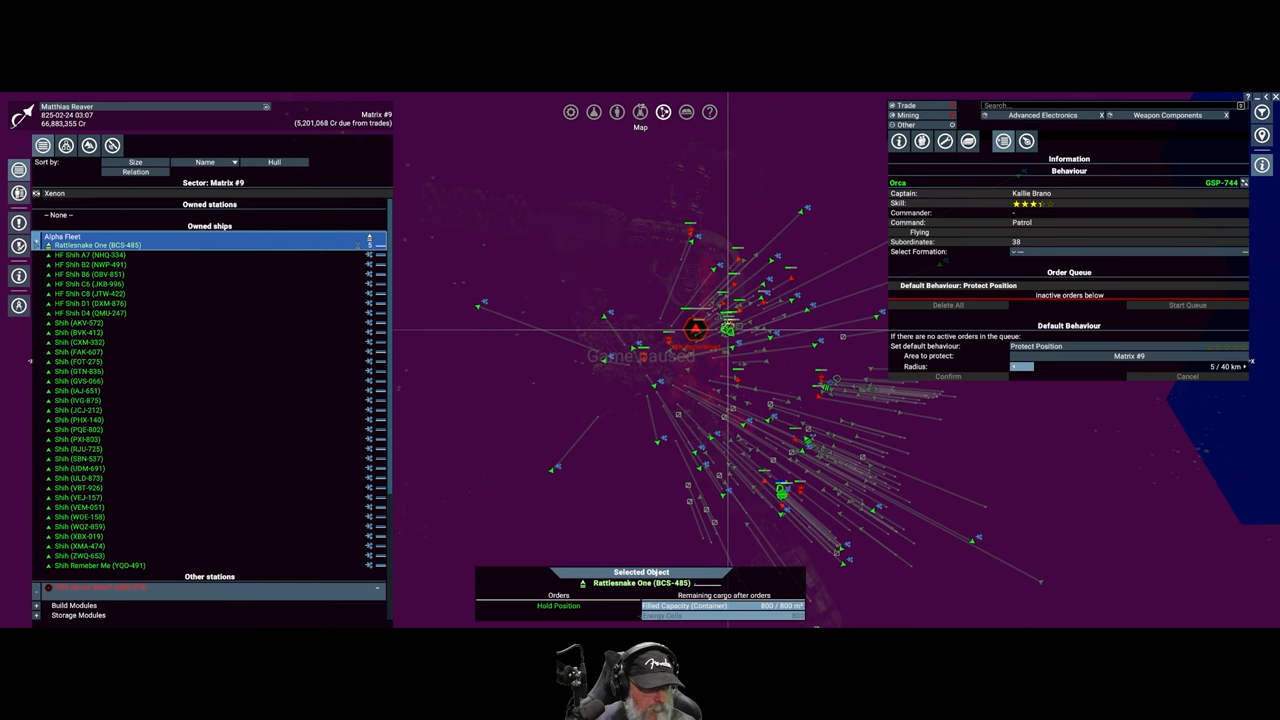 Matthias Reaver
825-02-24 03:07
66,883,355 Cr
Matrix #9
(5,201,068 Cr due from trades)
Sort by:
Size
Name
Hull
Relation
Sector: Matrix #9
Xenon
Owned stations
-- None --
Owned ships
Alpha Fleet
Rattlesnake One (BCS-485)
5
HF Shih A7 (NHQ-334)
HF Shih B2 (NWP-491)
HF Shih B6 (OBV-851)
HF Shih C6 (JKB-996)
HF Shih C8 (JTW-422)
HF Shih D1 (DXM-876)
HF Shih D4 (QMU-247)
Shih (AKV-572)
Shih (BVK-412)
Shih (CXM-332)
Shih (FAK-607)
Shih (FOT-275)
Shih (GTN-836)
Shih (GVS-066)
Shih (IAJ-651)
Shih (IVG-875)
Shih (JCJ-212)
Shih (PHX-140)
Shih (PQE-802)
Shih (PXI-803)
Shih (RJU-725)
Shih (SBN-537)
Shih (UDM-691)
Shih (ULD-873)
Shih (VBT-926)
Shih (VEJ-157)
Shih (VEM-051)
Shih (WOE-158)
Shih (WQZ-859)
Shih (XBX-019)
Shih (XMA-474)
Shih (ZWQ-653)
Shih Remeber Me (YQO-491)
Other stations
Build Modules
Storage Modules
Map
Game paused
Selected Object
Rattlesnake One (BCS-485)
Orders
Remaining cargo after orders
Hold Position
Filled Capacity (Container):
800 / 800 m³
Energy Cells
800
Trade
Mining
Other
Search...
Advanced Electronics
X
Weapon Components
X
Information
Behaviour
Orca
GSP-744
Captain:
Kallie Brano
Skill:
Commander:
-
Command:
Patrol
Flying
Subordinates:
38
Select Formation:
Order Queue
Default Behaviour: Protect Position
inactive orders below
Delete All
Start Queue
Default Behaviour
If there are no active orders in the queue:
Set default behaviour:
Protect Position
Area to protect:
Matrix #9
Radius:
5 / 40 km
Confirm
Cancel
Fender